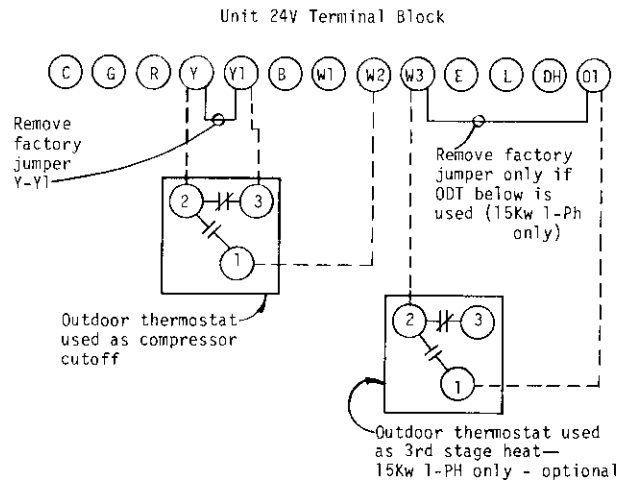 Unit 24V Terminal Block
C G R Y Y1 B W1 W2 W3 E L DH O1
Remove
factory
jumper
Y-Y1
Remove factory
jumper only if
ODT below is
used (15Kw 1-Ph
only)
2 3
1
Outdoor thermostat
used as compressor
cutoff
2 3
1
Outdoor thermostat used
as 3rd stage heat—
15Kw 1-PH only - optional